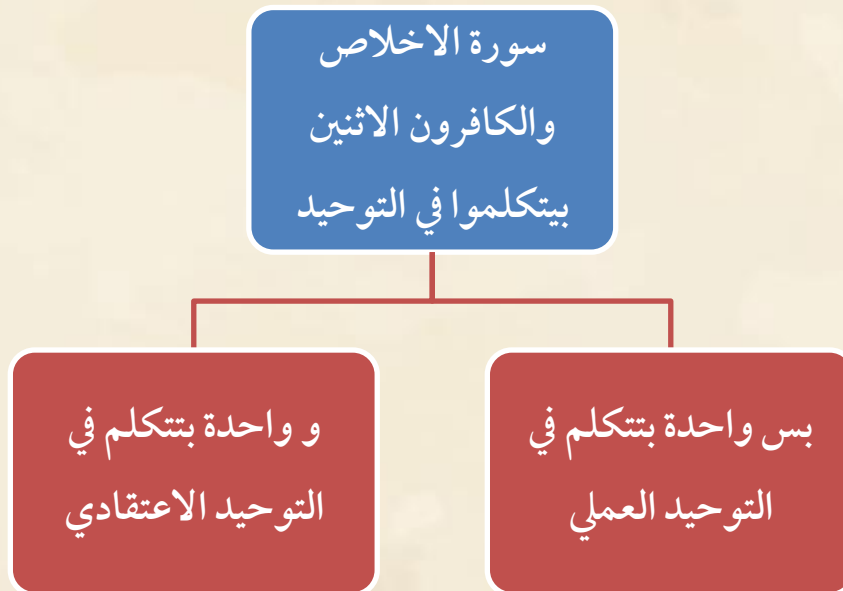 سورة الاخلاص
والكافرون الاثنين
بيتكلموا في التوحيد
بس واحدة بتتكلم في
التوحيد العملي
و واحدة بتتكلم في
التوحيد الاعتقادي